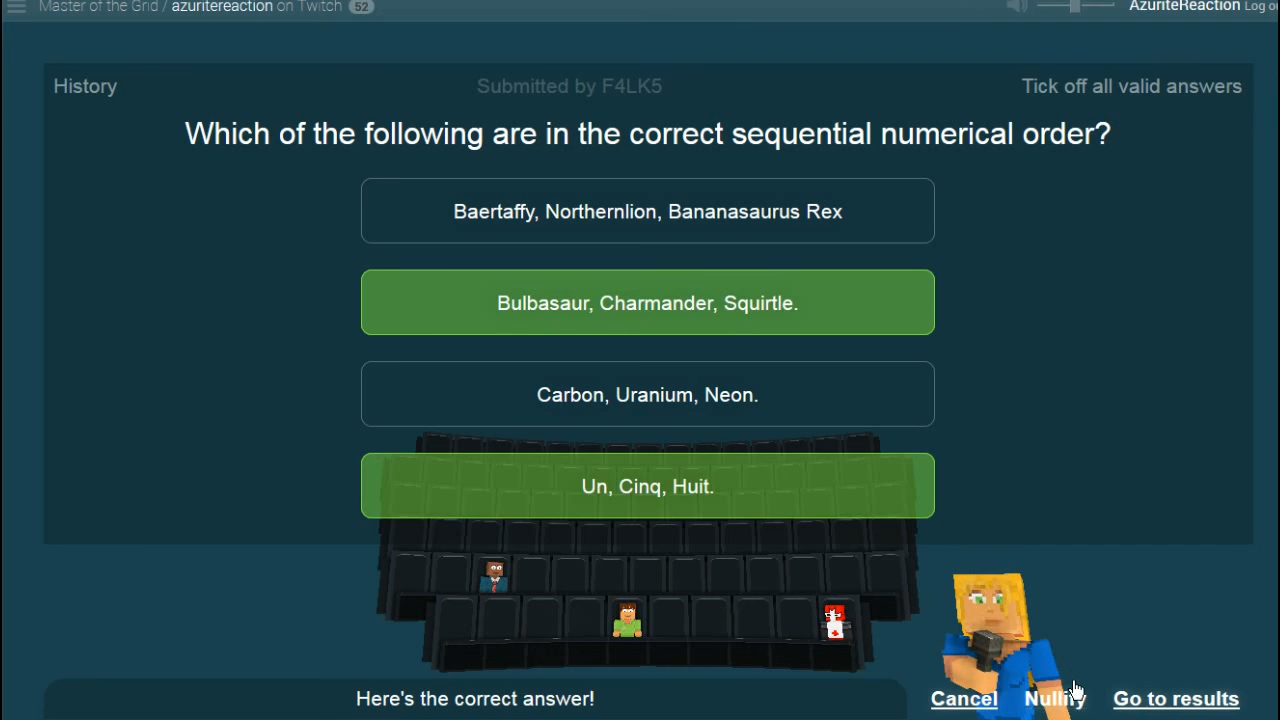 Master of the Grid / azuritereaction on Twitch 52
AzuriteReaction Log
History
Submitted by F4LK5
Tick off all valid answers
Which of the following are in the correct sequential numerical order?
Baertaffy, Northernlion, Bananasaurus Rex
Bulbasaur, Charmander, Squirtle.
Carbon, Uranium, Neon.
Un, Cinq, Huit.
Here's the correct answer!
Cancel
Nullify
Go to results